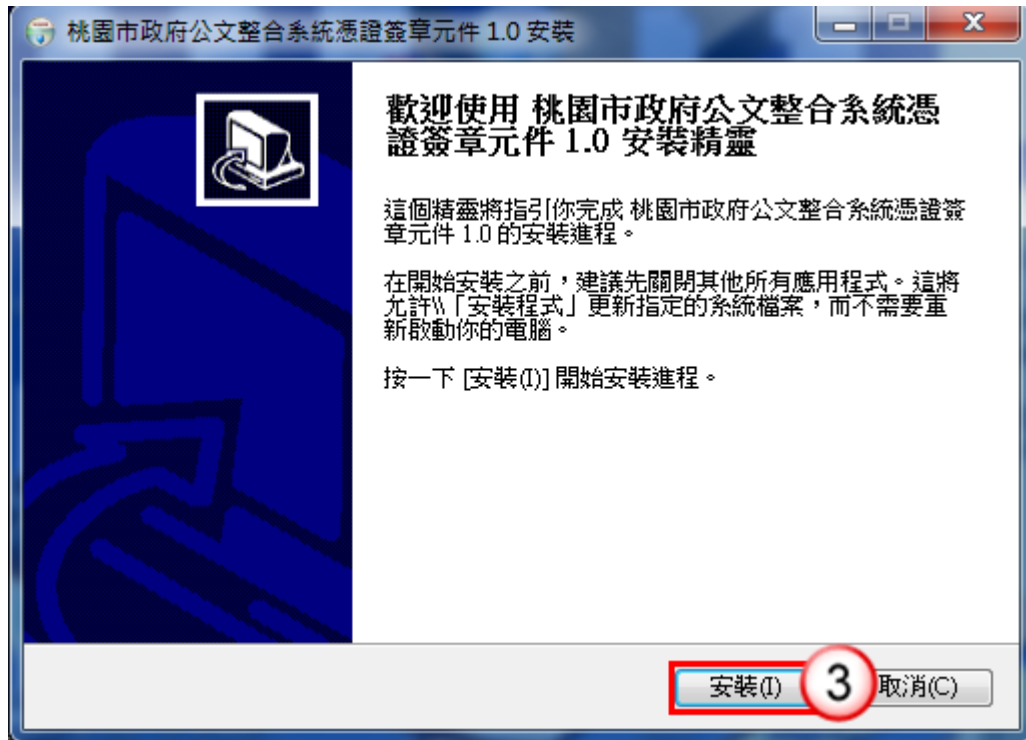 桃園市政府公文整合系統憑證簽章元件 1.0 安裝
歡迎使用 桃園市政府公文整合系統憑
證簽章元件 1.0 安裝精靈
這個精靈將指引你完成 桃園市政府公文整合系統憑證簽
章元件 1.0 的安裝進程。
在開始安裝之前，建議先關閉其他所有應用程式。這將
允許\\「安裝程式」更新指定的系統檔案，而不需要重
新啟動你的電腦。
按一下 [安裝(I)] 開始安裝進程。
安裝(I) 3 取消(C)